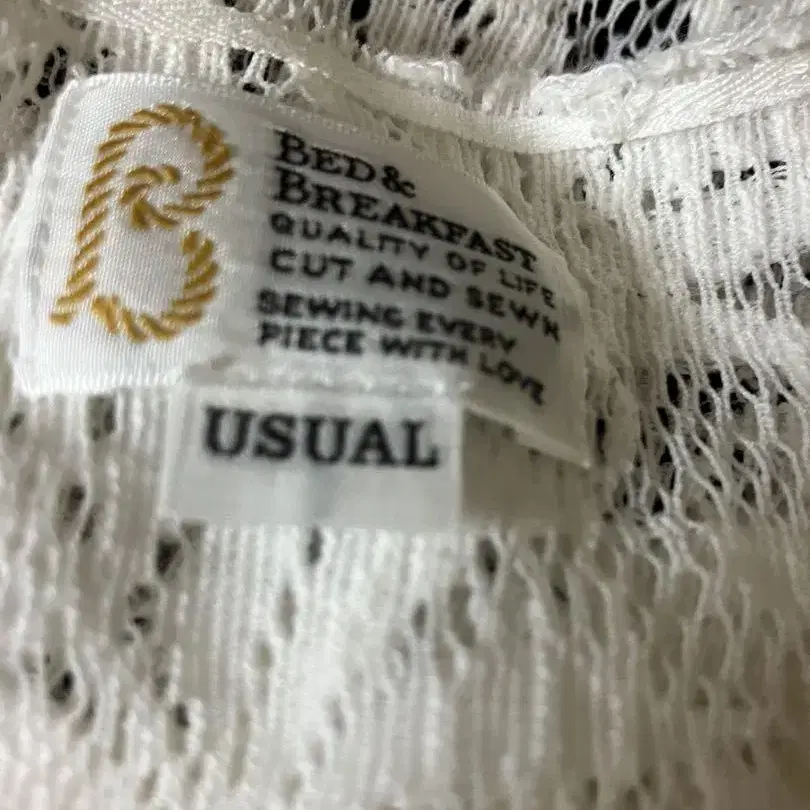 B
BED &
BREAKFAST
QUALITY OF LIFE
CUT AND SEWN
SEWING EVERY
PIECE WITH LOVE
USUAL